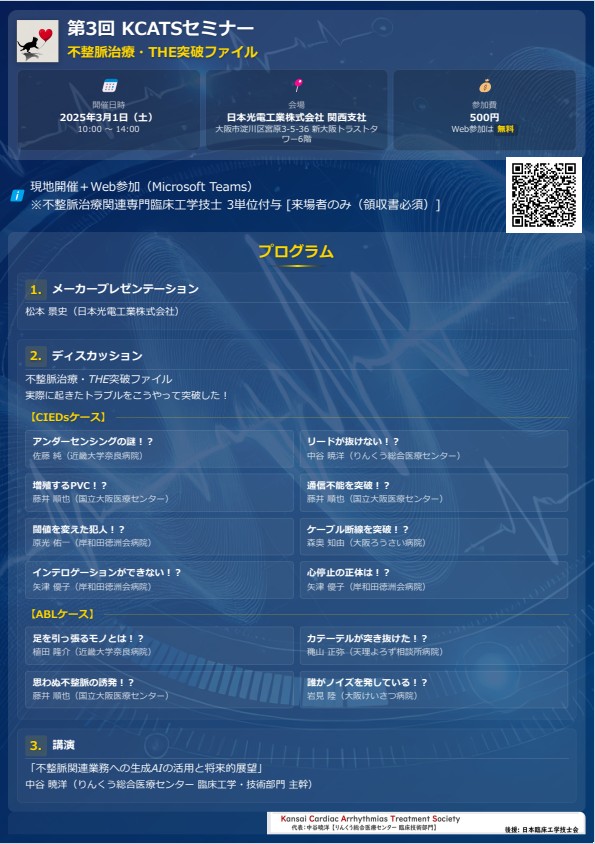 第3回 KCATSセミナー
不整脈治療・THE突破ファイル
開催日時
2025年3月1日（土）
10:00 ～ 14:00
会場
日本光電工業株式会社 関西支社
大阪市淀川区宮原3-5-36 新大阪トラストタ
ワー6階
参加費
500円
Web参加は 無料
現地開催＋Web参加（Microsoft Teams）
※不整脈治療関連専門臨床工学技士 3単位付与 [来場者のみ（領収書必須）]
プログラム
1. メーカープレゼンテーション
松本 景史（日本光電工業株式会社）
2. ディスカッション
不整脈治療・THE突破ファイル
実際に起きたトラブルをこうやって突破した！
【CIEDsケース】
アンダーセンシングの謎！？
佐藤 純（近畿大学奈良病院）
リードが抜けない！？
中谷 暁洋（りんくう総合医療センター）
増殖するPVC！？
藤井 順也（国立大阪医療センター）
通信不能を突破！？
藤井 順也（国立大阪医療センター）
閾値を変えた犯人！？
原光 佑一（岸和田徳洲会病院）
ケーブル断線を突破！？
森奥 知由（大阪ろうさい病院）
インテロゲーションができない！？
矢津 優子（岸和田徳洲会病院）
心停止の正体は！？
矢津 優子（岸和田徳洲会病院）
【ABLケース】
足を引っ張るモノとは！？
植田 隆介（近畿大学奈良病院）
カテーテルが突き抜けた！？
穐山 正弥（天理よろづ相談所病院）
思わぬ不整脈の誘発！？
藤井 順也（国立大阪医療センター）
誰がノイズを発している！？
岩見 陸（大阪けいさつ病院）
3. 講演
「不整脈関連業務への生成AIの活用と将来的展望」
中谷 暁洋（りんくう総合医療センター 臨床工学・技術部門 主幹）
Kansai Cardiac Arrhythmias Treatment Society
代表：中谷暁洋【りんくう総合医療センター 臨床技術部門】
後援: 日本臨床工学技士会